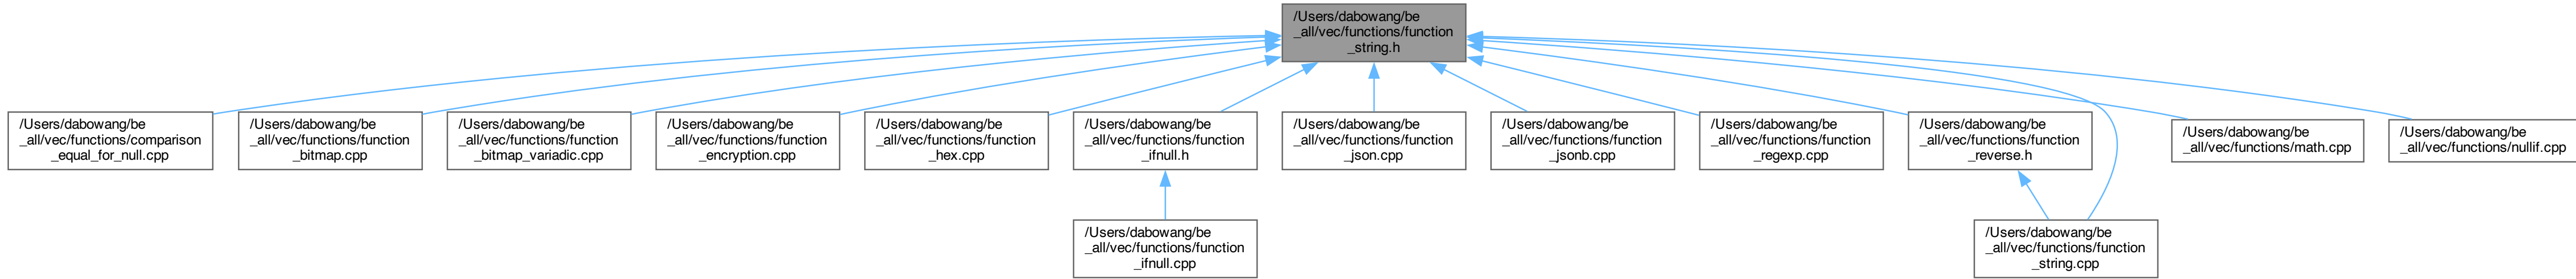 /Users/dabowang/be
_all/vec/functions/function
_string.h
/Users/dabowang/be
_all/vec/functions/comparison
_equal_for_null.cpp
/Users/dabowang/be
_all/vec/functions/function
_bitmap.cpp
/Users/dabowang/be
_all/vec/functions/function
_bitmap_variadic.cpp
/Users/dabowang/be
_all/vec/functions/function
_encryption.cpp
/Users/dabowang/be
_all/vec/functions/function
_hex.cpp
/Users/dabowang/be
_all/vec/functions/function
_ifnull.h
/Users/dabowang/be
_all/vec/functions/function
_json.cpp
/Users/dabowang/be
_all/vec/functions/function
_jsonb.cpp
/Users/dabowang/be
_all/vec/functions/function
_regexp.cpp
/Users/dabowang/be
_all/vec/functions/function
_reverse.h
/Users/dabowang/be
_all/vec/functions/math.cpp
/Users/dabowang/be
_all/vec/functions/nullif.cpp
/Users/dabowang/be
_all/vec/functions/function
_ifnull.cpp
/Users/dabowang/be
_all/vec/functions/function
_string.cpp